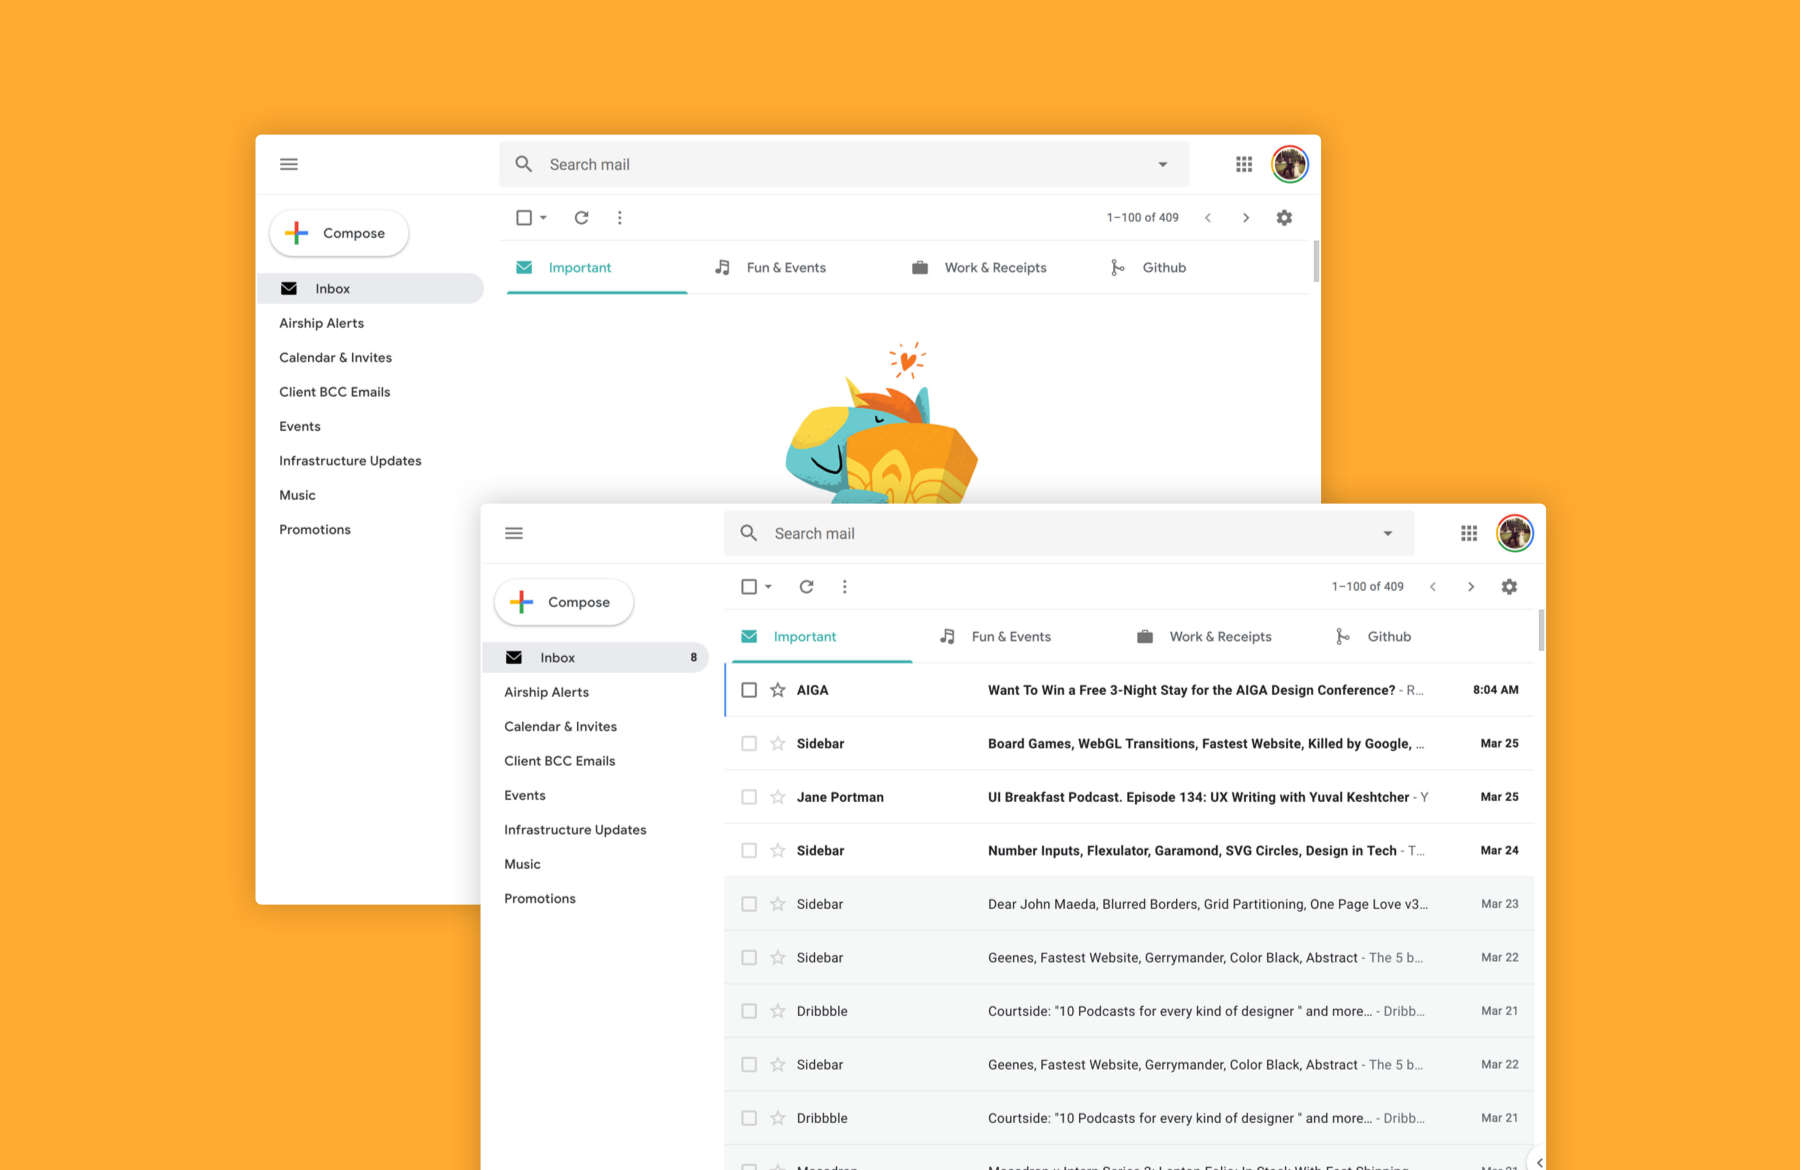 Search mail
Compose
1–100 of 409
Important Fun & Events Work & Receipts Github
Inbox
Airship Alerts
Calendar & Invites
Client BCC Emails
Events
Infrastructure Updates
Music
Promotions
Search mail
Compose
1–100 of 409
Important Fun & Events Work & Receipts Github
Inbox 8
Airship Alerts
Calendar & Invites
Client BCC Emails
Events
Infrastructure Updates
Music
Promotions
AIGA Want To Win a Free 3-Night Stay for the AIGA Design Conference? - R... 8:04 AM
Sidebar Board Games, WebGL Transitions, Fastest Website, Killed by Google, ... Mar 25
Jane Portman UI Breakfast Podcast. Episode 134: UX Writing with Yuval Keshtcher - Y Mar 25
Sidebar Number Inputs, Flexulator, Garamond, SVG Circles, Design in Tech - T... Mar 24
Sidebar Dear John Maeda, Blurred Borders, Grid Partitioning, One Page Love v3... Mar 23
Sidebar Geenes, Fastest Website, Gerrymander, Color Black, Abstract - The 5 b... Mar 22
Dribbble Courtside: "10 Podcasts for every kind of designer " and more... - Dribb... Mar 21
Sidebar Geenes, Fastest Website, Gerrymander, Color Black, Abstract - The 5 b... Mar 22
Dribbble Courtside: "10 Podcasts for every kind of designer " and more... - Dribb... Mar 21